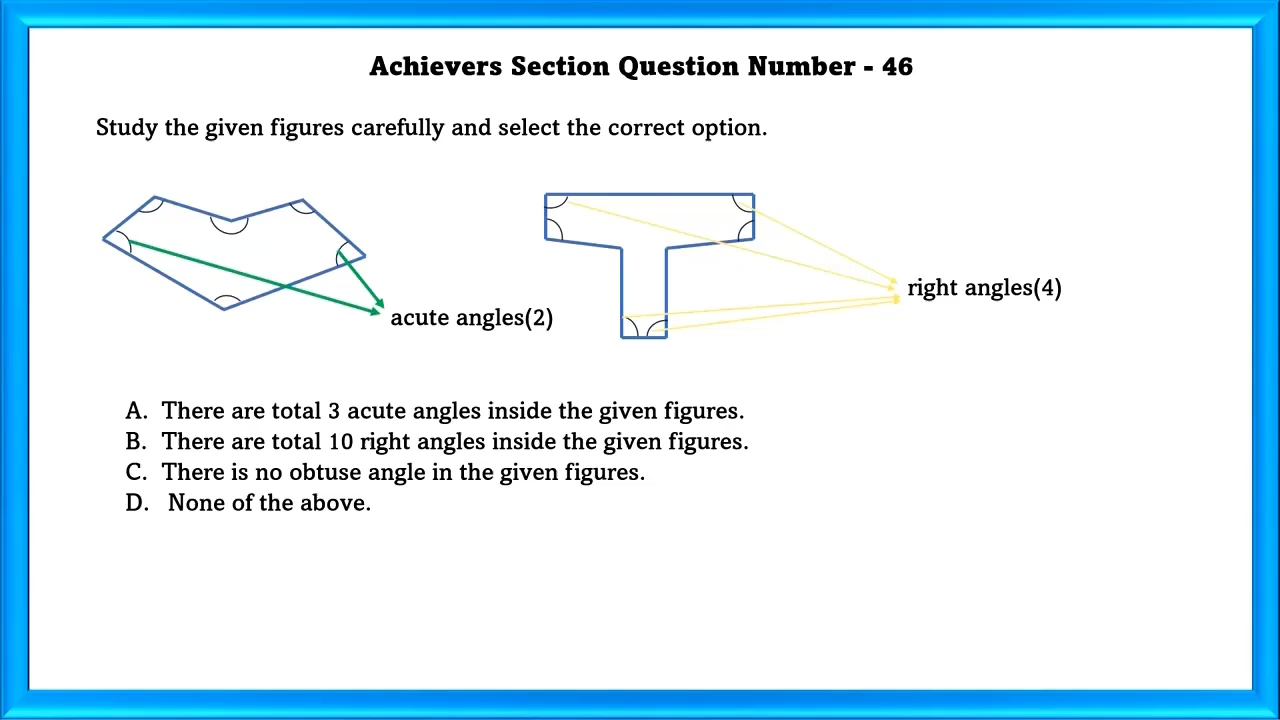 Achievers Section Question Number - 46
Study the given figures carefully and select the correct option.
acute angles(2)
right angles(4)
A. There are total 3 acute angles inside the given figures.
B. There are total 10 right angles inside the given figures.
C. There is no obtuse angle in the given figures.
D. None of the above.